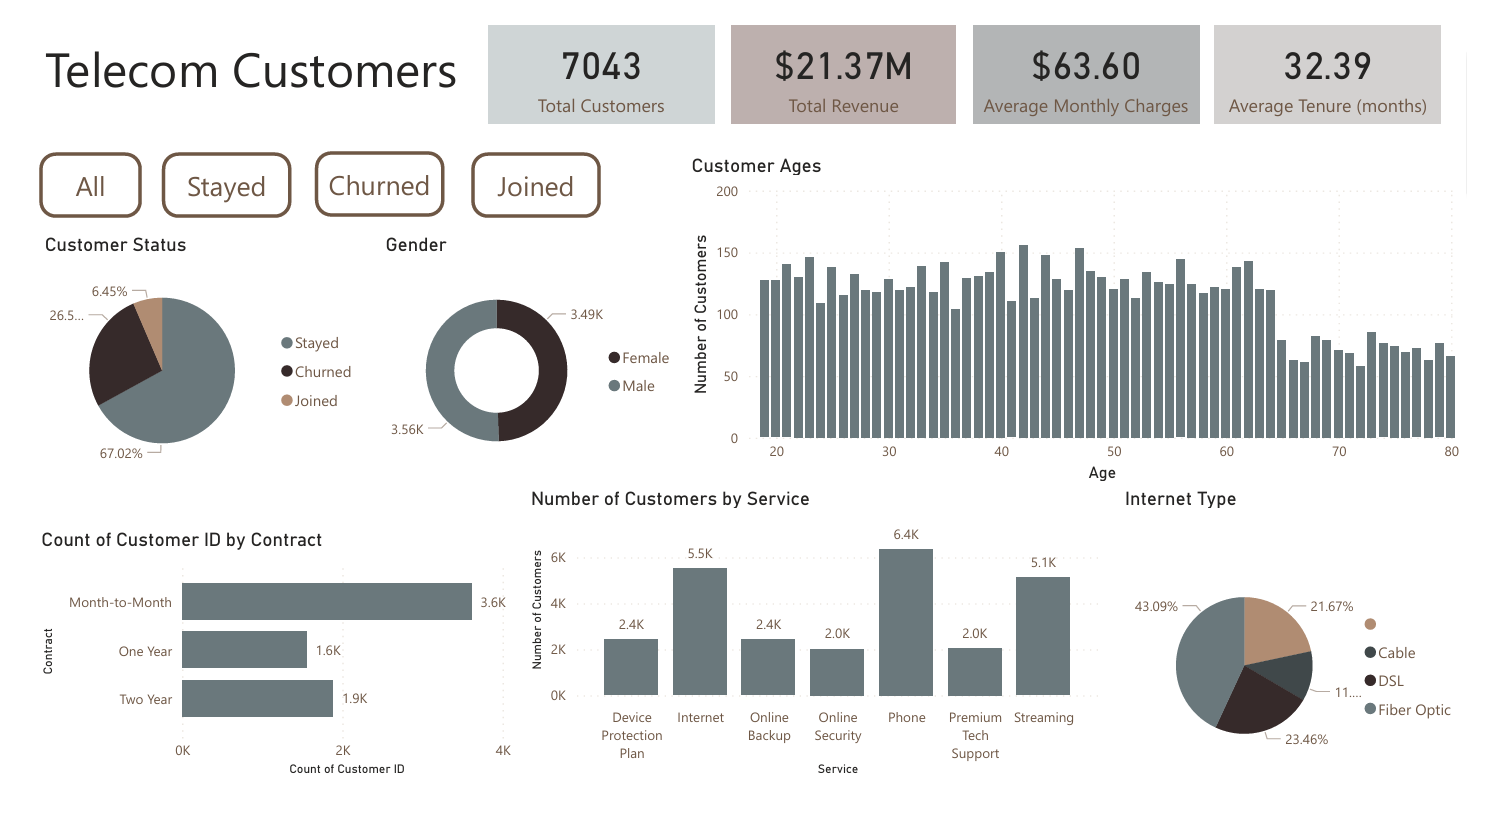 Telecom Customers
7043
Total Customers
$21.37M
Total Revenue
$63.60
Average Monthly Charges
32.39
Average Tenure (months)
All
Stayed
Churned
Joined
Customer Status
6.45%
26.5...
67.02%
Stayed
Churned
Joined
Gender
3.49K
3.56K
Female
Male
Customer Ages
Number of Customers
200
150
100
50
0
20 30 40 50 60 70 80
Age
Count of Customer ID by Contract
Contract
Month-to-Month 3.6K
One Year 1.6K
Two Year 1.9K
0K 2K 4K
Count of Customer ID
Number of Customers by Service
Number of Customers
6K
4K
2K
0K
2.4K 5.5K 2.4K 2.0K 6.4K 2.0K 5.1K
Device Internet Online Online Phone Premium Streaming
Protection Backup Security Tech
Plan Support
Service
Internet Type
43.09%
21.67%
11....
23.46%
Cable
DSL
Fiber Optic